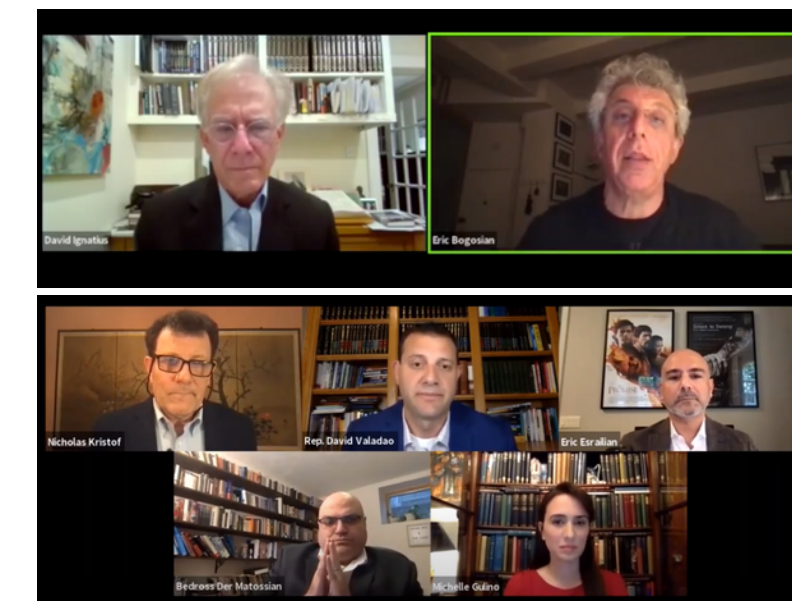 David Ignatius
Eric Bogosian
Nicholas Kristof
Rep. David Valadao
Eric Esrailian
Bedross Der Matossian
Michelle Gulino